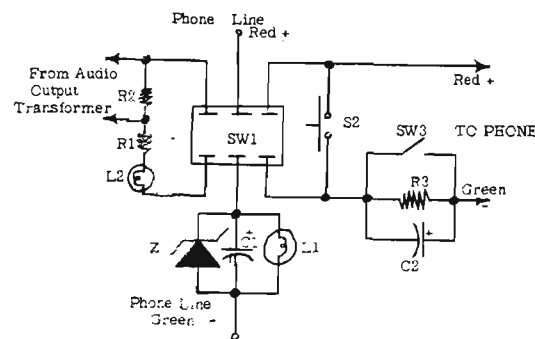 Phone Line
Red +
From Audio
Output
Transformer
R2
R1
L2
SW1
S2
Red +
SW3
TO PHONE
R3
Green
-
+
C2
Z
+
C1
L1
Phone Line
Green -